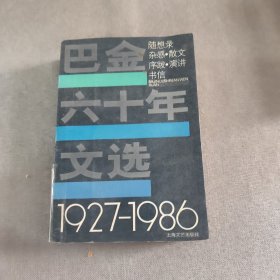 巴金
六十年
文选
随想录
杂感·散文
序跋·演讲
书信
1927-1986
上海文艺出版社